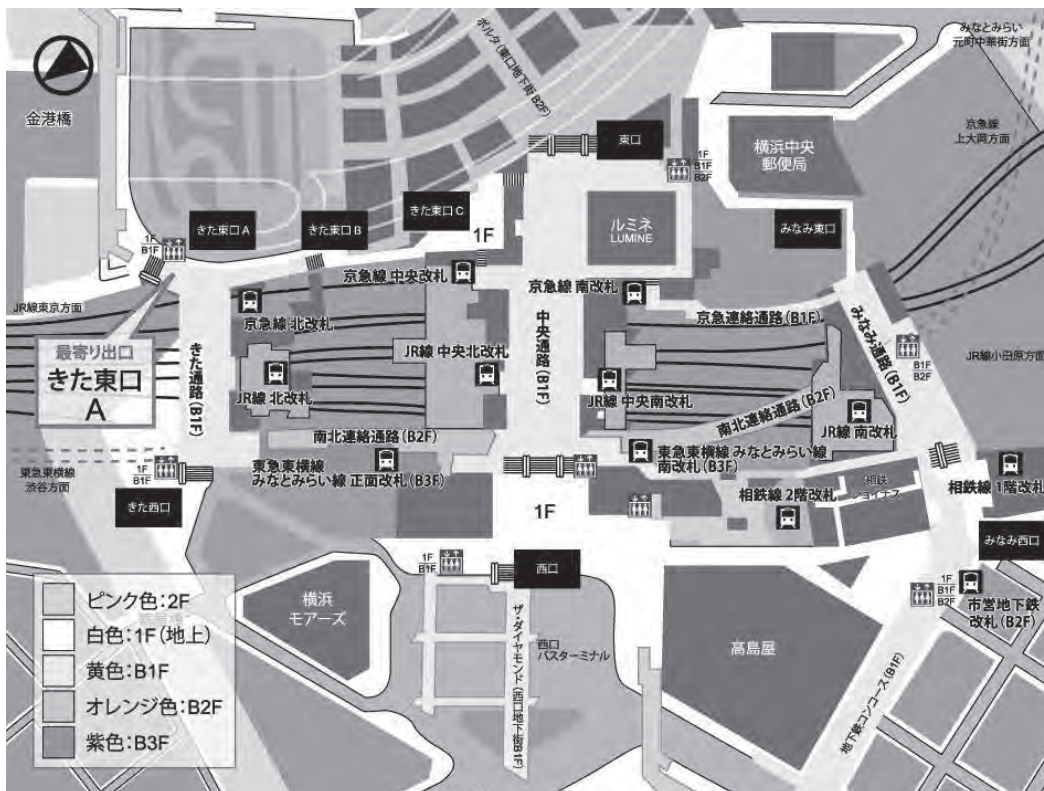 みなとみらい
元町中華街方面
金港橋
ポルタ(東口地下街 B2F)
京急線
上大岡方面
東口
1F
B1F
B2F
横浜中央
郵便局
きた東口 A
きた東口 B
きた東口 C
1F
ルミネ
LUMINE
みなみ東口
1F
B1F
京急線 中央改札
京急線 南改札
JR線東京方面
京急線 北改札
京急連絡通路(B1F)
最寄り出口
きた東口
A
きた通路(B1F)
中央通路(B1F)
みなみ通路(B1F)
JR線 中央北改札
B1F
B2F
JR線小田原方面
JR線 北改札
JR線 中央南改札
南北連絡通路(B2F)
JR線 南改札
南北連絡通路(B2F)
東急東横線
渋谷方面
1F
B1F
東急東横線
みなとみらい線 正面改札(B3F)
東急東横線 みなとみらい線
南改札(B3F)
相鉄線 2階改札
相鉄
ジョイナス
相鉄線 1階改札
きた西口
1F
みなみ西口
1F
B1F
西口
1F
B1F
B2F
市営地下鉄
改札(B2F)
横浜
モアーズ
ザ・ダイヤモンド(西口地下街B1F)
西口
バスターミナル
高島屋
地下鉄コンコース(B1F)
ピンク色:2F
白色:1F(地上)
黄色:B1F
オレンジ色:B2F
紫色:B3F